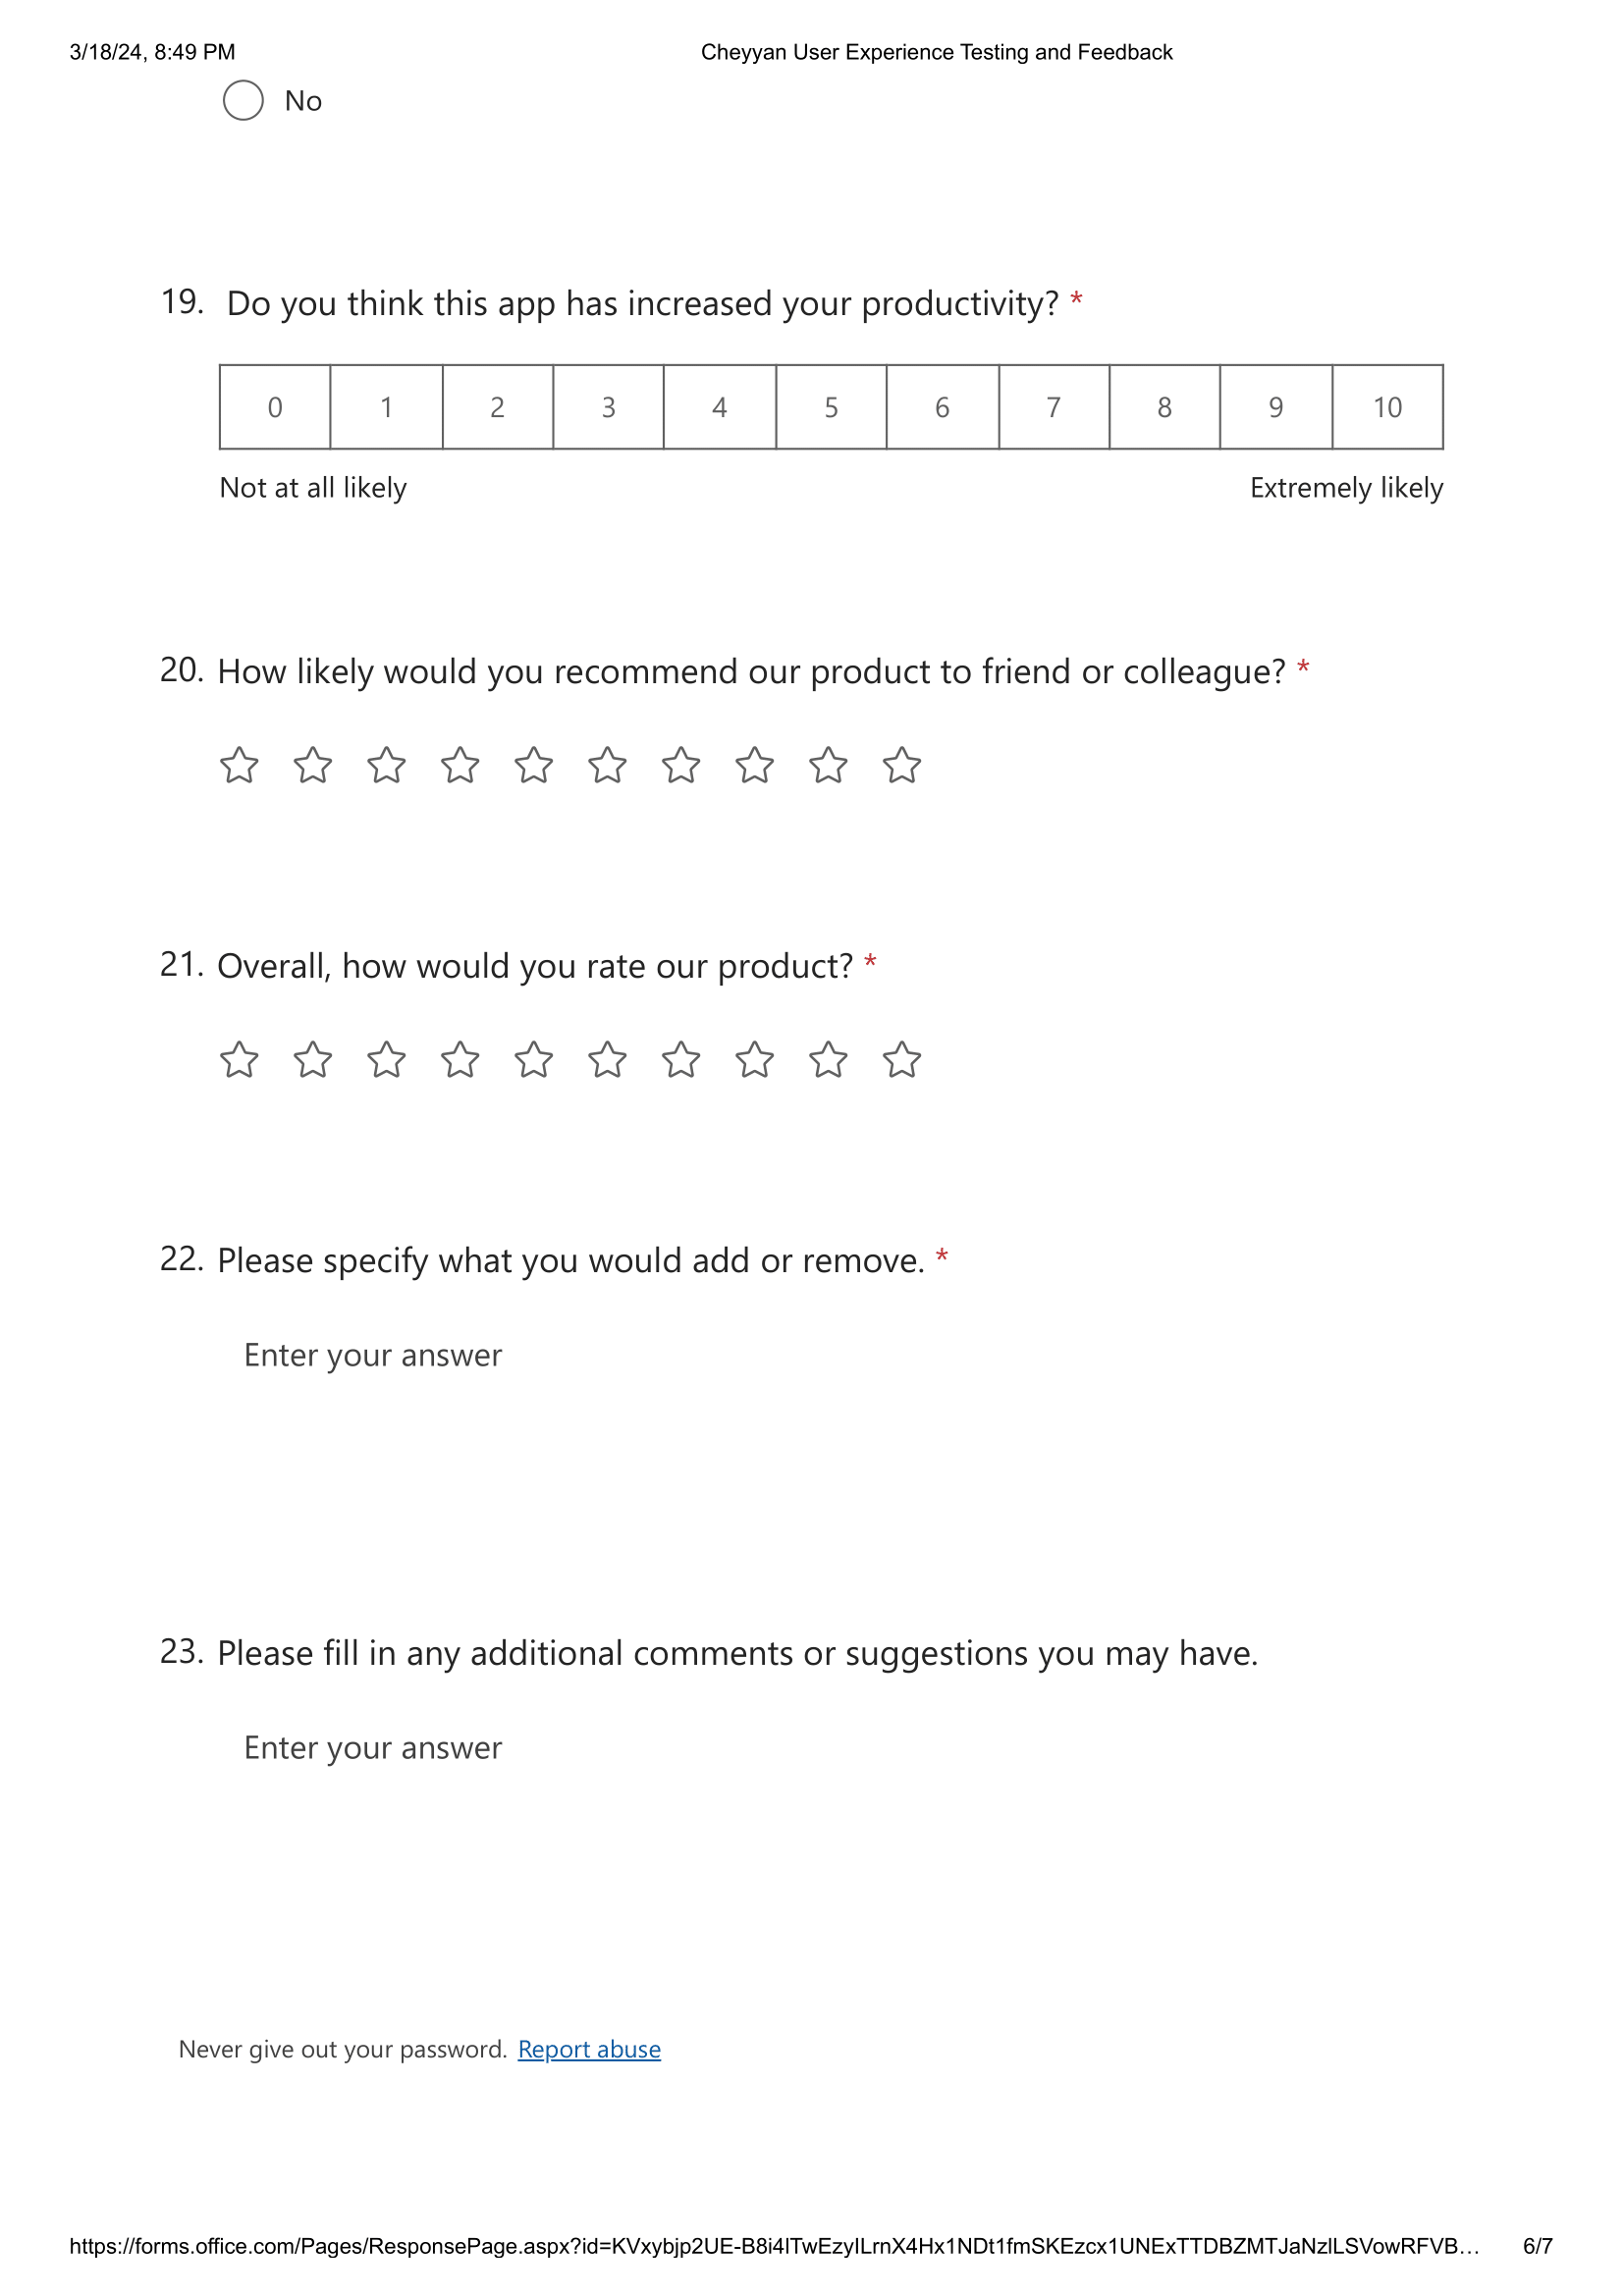 3/18/24, 8:49 PM Cheyyan User Experience Testing and Feedback
No
19. Do you think this app has increased your productivity? *
0 1 2 3 4 5 6 7 8 9 10
Not at all likely Extremely likely
20. How likely would you recommend our product to friend or colleague? *
21. Overall, how would you rate our product? *
22. Please specify what you would add or remove. *
Enter your answer
23. Please fill in any additional comments or suggestions you may have.
Enter your answer
Never give out your password. Report abuse
https://forms.office.com/Pages/ResponsePage.aspx?id=KVxybjp2UE-B8i4lTwEzyILrnX4Hx1NDt1fmSKEzcx1UNExTTDBZMTJaNzlLSVowRFVB… 6/7